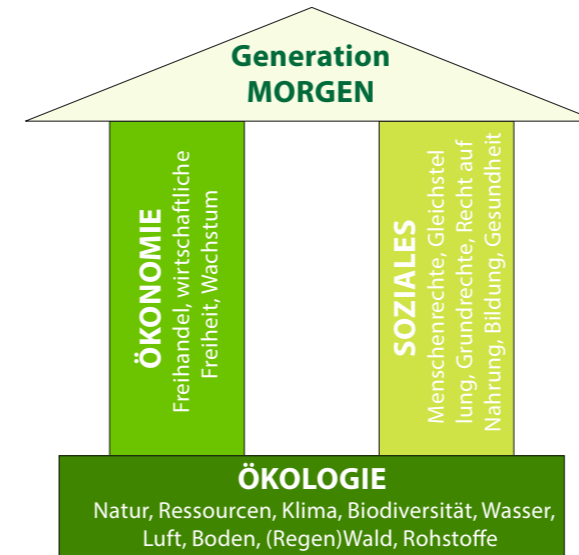 Generation
MORGEN
ÖKONOMIE
Freihandel, wirtschaftliche
Freiheit, Wachstum
SOZIALES
Menschenrechte, Gleichstel
lung, Grundrechte, Recht auf
Nahrung, Bildung, Gesundheit
ÖKOLOGIE
Natur, Ressourcen, Klima, Biodiversität, Wasser,
Luft, Boden, (Regen)Wald, Rohstoffe